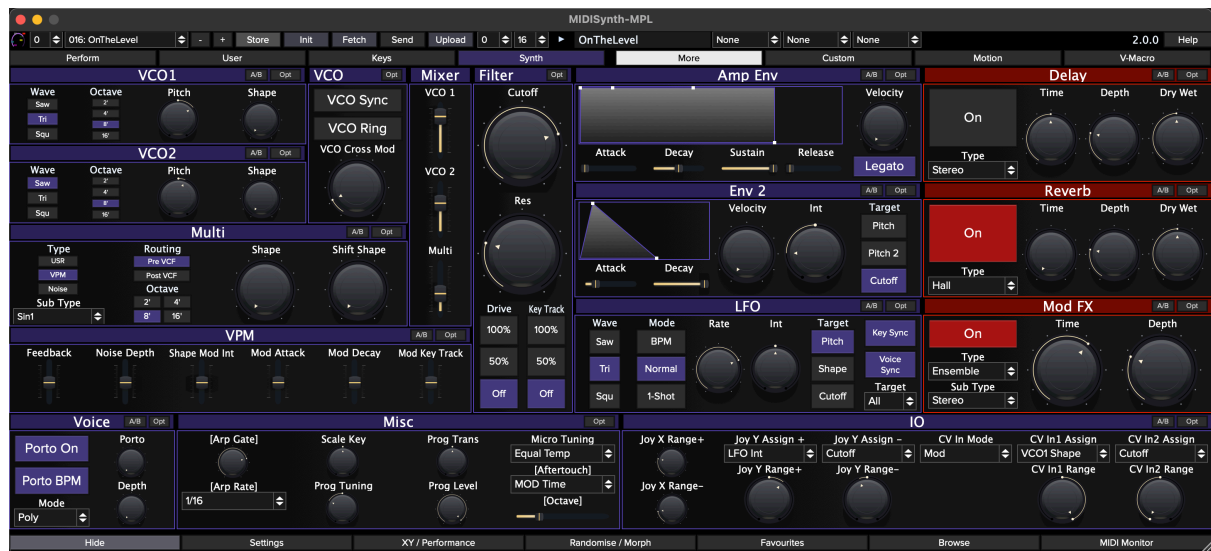 MIDISynth-MPL
0 016: OnTheLevel - + Store Init Fetch Send Upload 0 16 OnTheLevel None None None 2.0.0 Help
Perform User Keys Synth More Custom Motion V-Macro
VCO1 A/B Opt
Wave Octave Pitch Shape
Saw 2'
Tri 4'
8'
Squ 16'
VCO2 A/B Opt
Wave Octave Pitch Shape
Saw 2'
Tri 4'
8'
Squ 16'
VCO Opt
VCO Sync
VCO Ring
VCO Cross Mod
Multi A/B Opt
Type Routing Shape Shift Shape
USR Pre VCF
VPM Post VCF
Noise Octave
Sub Type 2' 4'
Sin1 8' 16'
Mixer
VCO 1
VCO 2
Multi
Filter Opt
Cutoff
Res
Drive Key Track
100% 100%
50% 50%
Off Off
VPM A/B Opt
Feedback Noise Depth Shape Mod Int Mod Attack Mod Decay Mod Key Track
Amp Env A/B Opt
Velocity
Attack Decay Sustain Release
Legato
Env 2 A/B Opt
Velocity Int Target
Pitch
Pitch 2
Cutoff
Attack Decay
LFO A/B Opt
Wave Mode Rate Int Target
Saw BPM Pitch Key Sync
Tri Normal Shape Voice Sync
Squ 1-Shot Cutoff
Target
All
Delay A/B Opt
Time Depth Dry Wet
On
Type
Stereo
Reverb A/B Opt
Time Depth Dry Wet
On
Type
Hall
Mod FX A/B Opt
Time Depth
On
Type
Ensemble
Sub Type
Stereo
Voice A/B Opt
Porto On Porto
Porto BPM Depth
Mode
Poly
Misc Opt
[Arp Gate] Scale Key Prog Trans Micro Tuning
Equal Temp
[Aftertouch]
[Arp Rate] Prog Tuning Prog Level MOD Time
1/16 [Octave]
IO A/B Opt
Joy X Range+ Joy Y Assign + Joy Y Assign - CV In Mode CV In1 Assign CV In2 Assign
LFO Int Cutoff Mod VCO1 Shape Cutoff
Joy Y Range+ Joy Y Range- CV In1 Range CV In2 Range
Joy X Range-
Hide Settings XY / Performance Randomise / Morph Favourites Browse MIDI Monitor